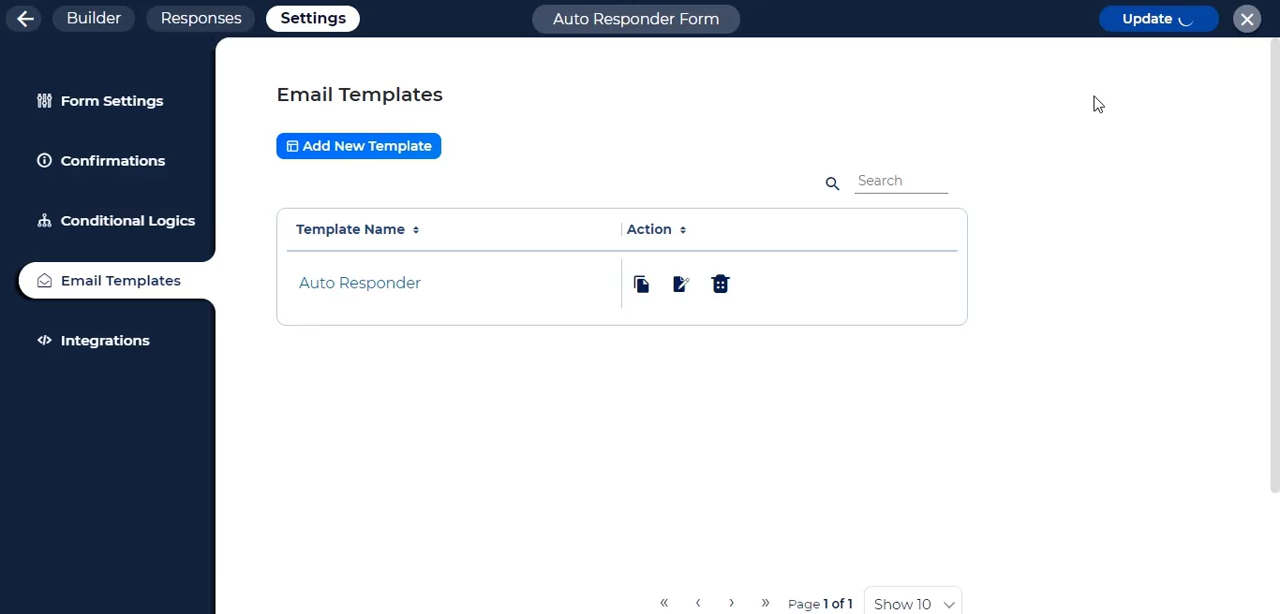 Builder Responses Settings Auto Responder Form Update
Form Settings
Confirmations
Conditional Logics
Email Templates
Integrations
Email Templates
Add New Template
Search
Template Name Action
Auto Responder
« ‹ › » Page 1 of 1 Show 10